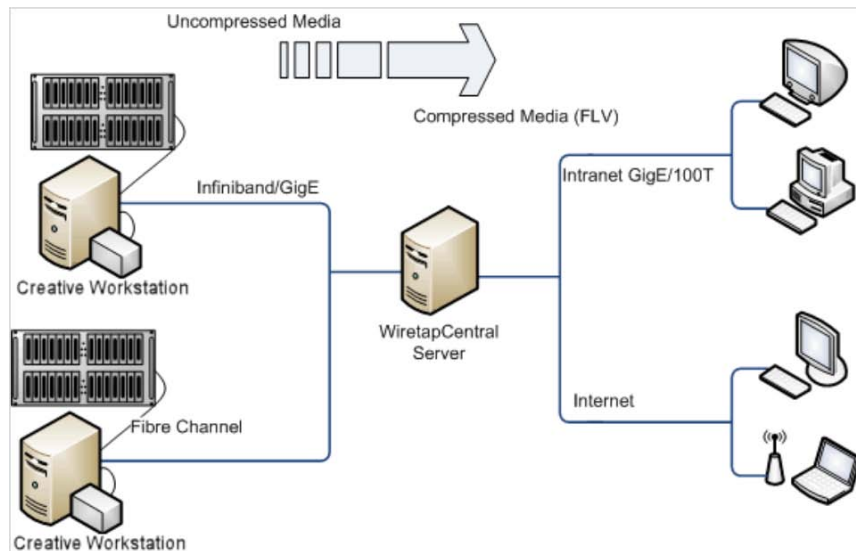 Uncompressed Media
Compressed Media (FLV)
Infiniband/GigE
Intranet GigE/100T
Creative Workstation
WiretapCentral
Server
Fibre Channel
Internet
Creative Workstation